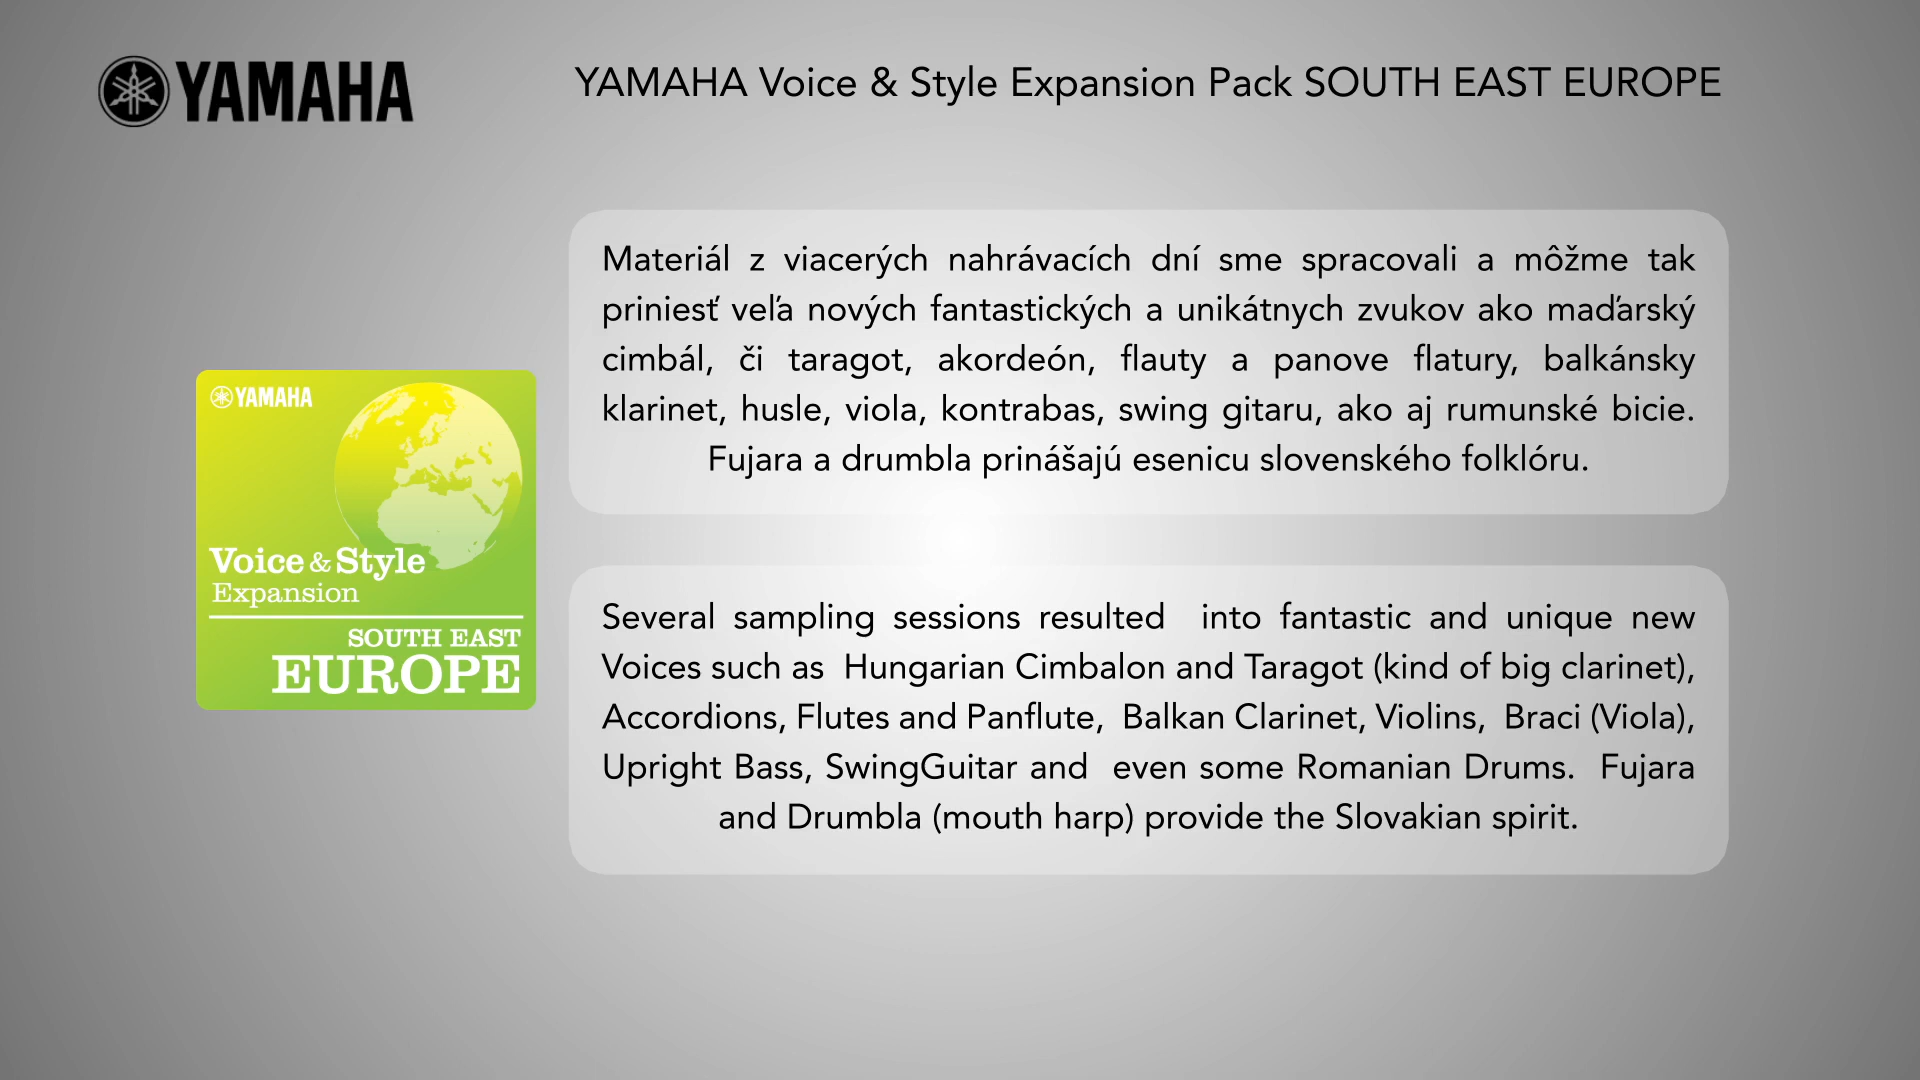 YAMAHA
YAMAHA Voice & Style Expansion Pack SOUTH EAST EUROPE
Materiál z viacerých nahrávacích dní sme spracovali a môžme tak
priniesť veľa nových fantastických a unikátnych zvukov ako maďarský
cimbál, či taragot, akordeón, flauty a panove flatury, balkánsky
klarinet, husle, viola, kontrabas, swing gitaru, ako aj rumunské bicie.
Fujara a drumbla prinášajú esenicu slovenského folklóru.
YAMAHA
Voice & Style
Expansion
SOUTH EAST
EUROPE
Several sampling sessions resulted into fantastic and unique new
Voices such as Hungarian Cimbalon and Taragot (kind of big clarinet),
Accordions, Flutes and Panflute, Balkan Clarinet, Violins, Braci (Viola),
Upright Bass, SwingGuitar and even some Romanian Drums. Fujara
and Drumbla (mouth harp) provide the Slovakian spirit.